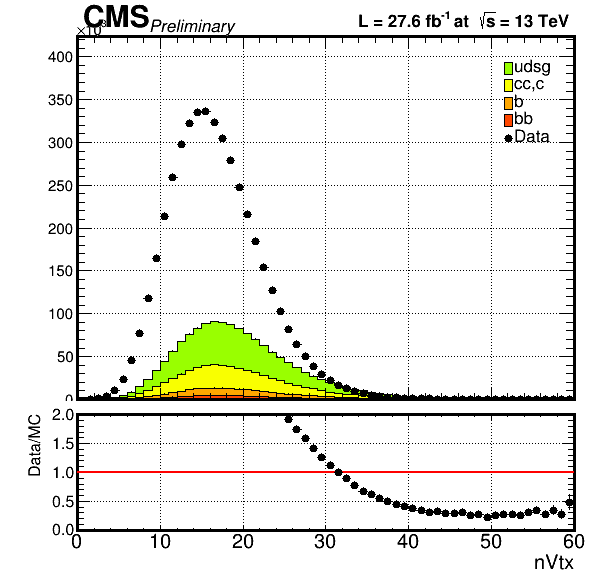 CMS Preliminary L = 27.6 fb⁻¹ at √s = 13 TeV
×10³
400
350
300
250
200
150
100
50
0
udsg
cc,c
b
bb
Data
Data/MC
2.0
1.5
1.0
0.5
0.0
0 10 20 30 40 50 60
nVtx